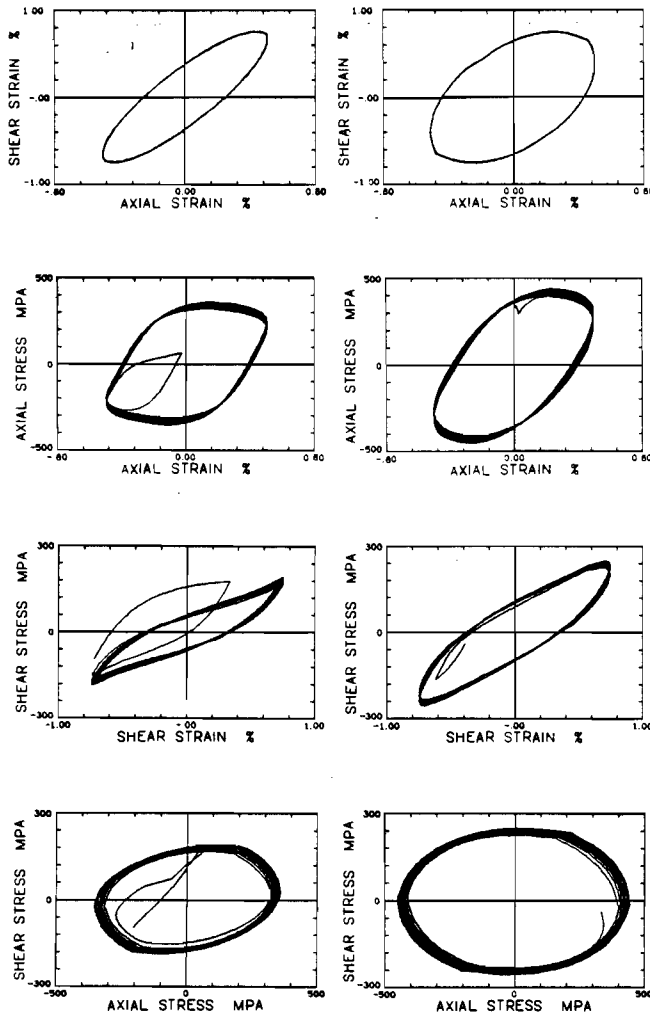 1.00 1.00
SHEAR STRAIN % SHEAR STRAIN %
-.00 -.00
-1.00 -1.00
-.80 0.00 0.80 -.80 0.00 0.80
AXIAL STRAIN % AXIAL STRAIN %
500 500
AXIAL STRESS MPA AXIAL STRESS MPA
0 0
-500 -500
-.80 0.00 0.80 -.80 0.00 0.80
AXIAL STRAIN % AXIAL STRAIN %
300 300
SHEAR STRESS MPA SHEAR STRESS MPA
0 0
-300 -300
-1.00 -.00 1.00 -1.00 -.00 1.00
SHEAR STRAIN % SHEAR STRAIN %
300 300
SHEAR STRESS MPA SHEAR STRESS MPA
0 0
-300 -300
-500 0 500 -500 0 500
AXIAL STRESS MPA AXIAL STRESS MPA